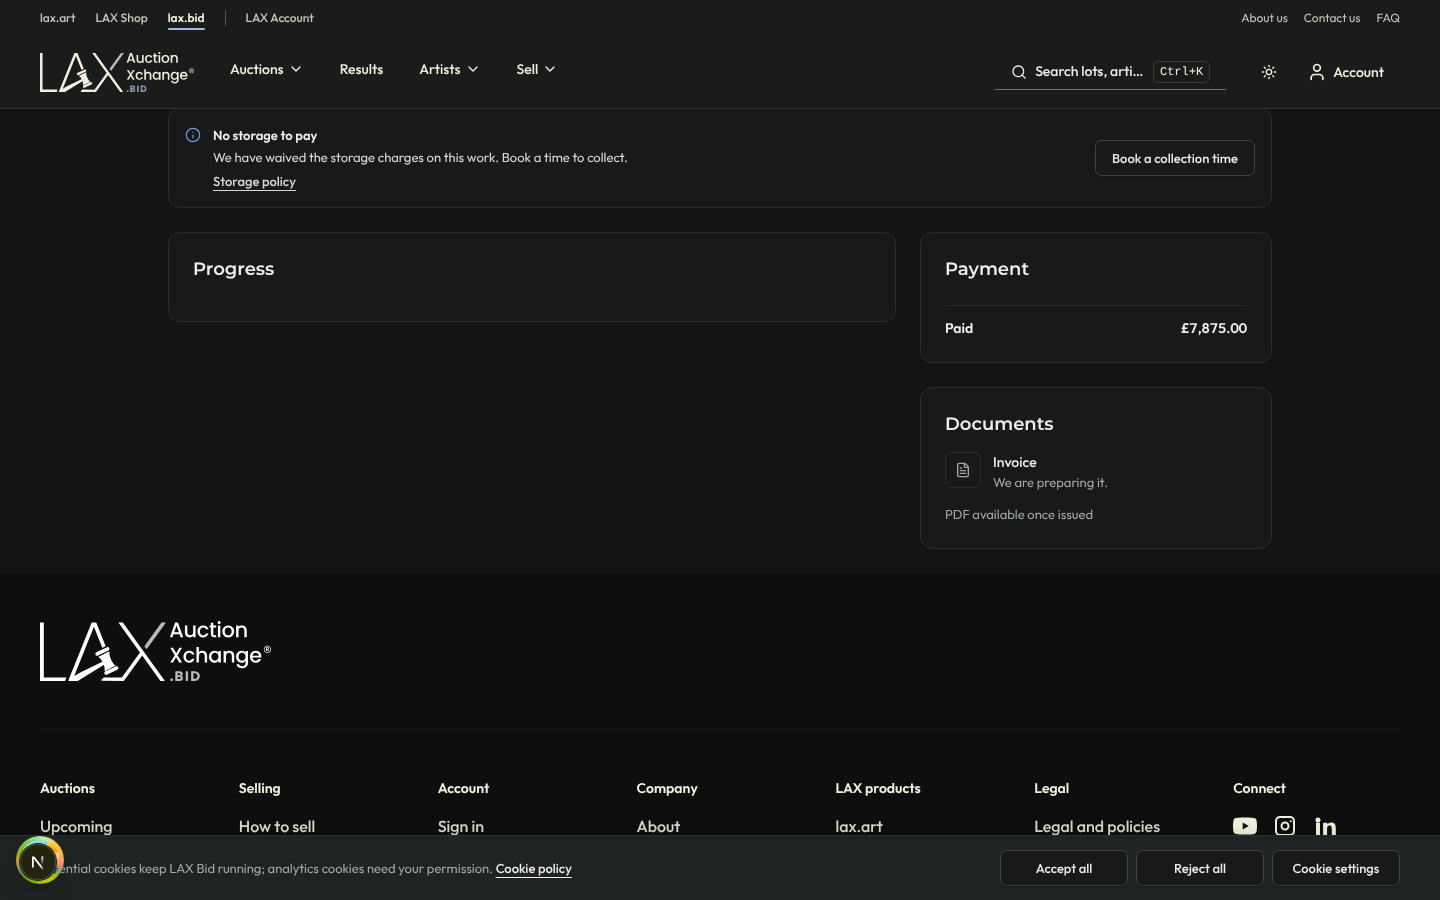 lax.art LAX Shop lax.bid LAX Account About us Contact us FAQ
LAX Auction Xchange® .BID Auctions Results Artists Sell Search lots, arti... Ctrl+K Account
No storage to pay
We have waived the storage charges on this work. Book a time to collect.
Book a collection time
Storage policy
Progress
Payment
Paid £7,875.00
Documents
Invoice
We are preparing it.
PDF available once issued
LAX Auction
Xchange®
.BID
Auctions Selling Account Company LAX products Legal Connect
Upcoming How to sell Sign in About lax.art Legal and policies
N
cookies keep LAX Bid running; analytics cookies need your permission. Cookie policy Accept all Reject all Cookie settings